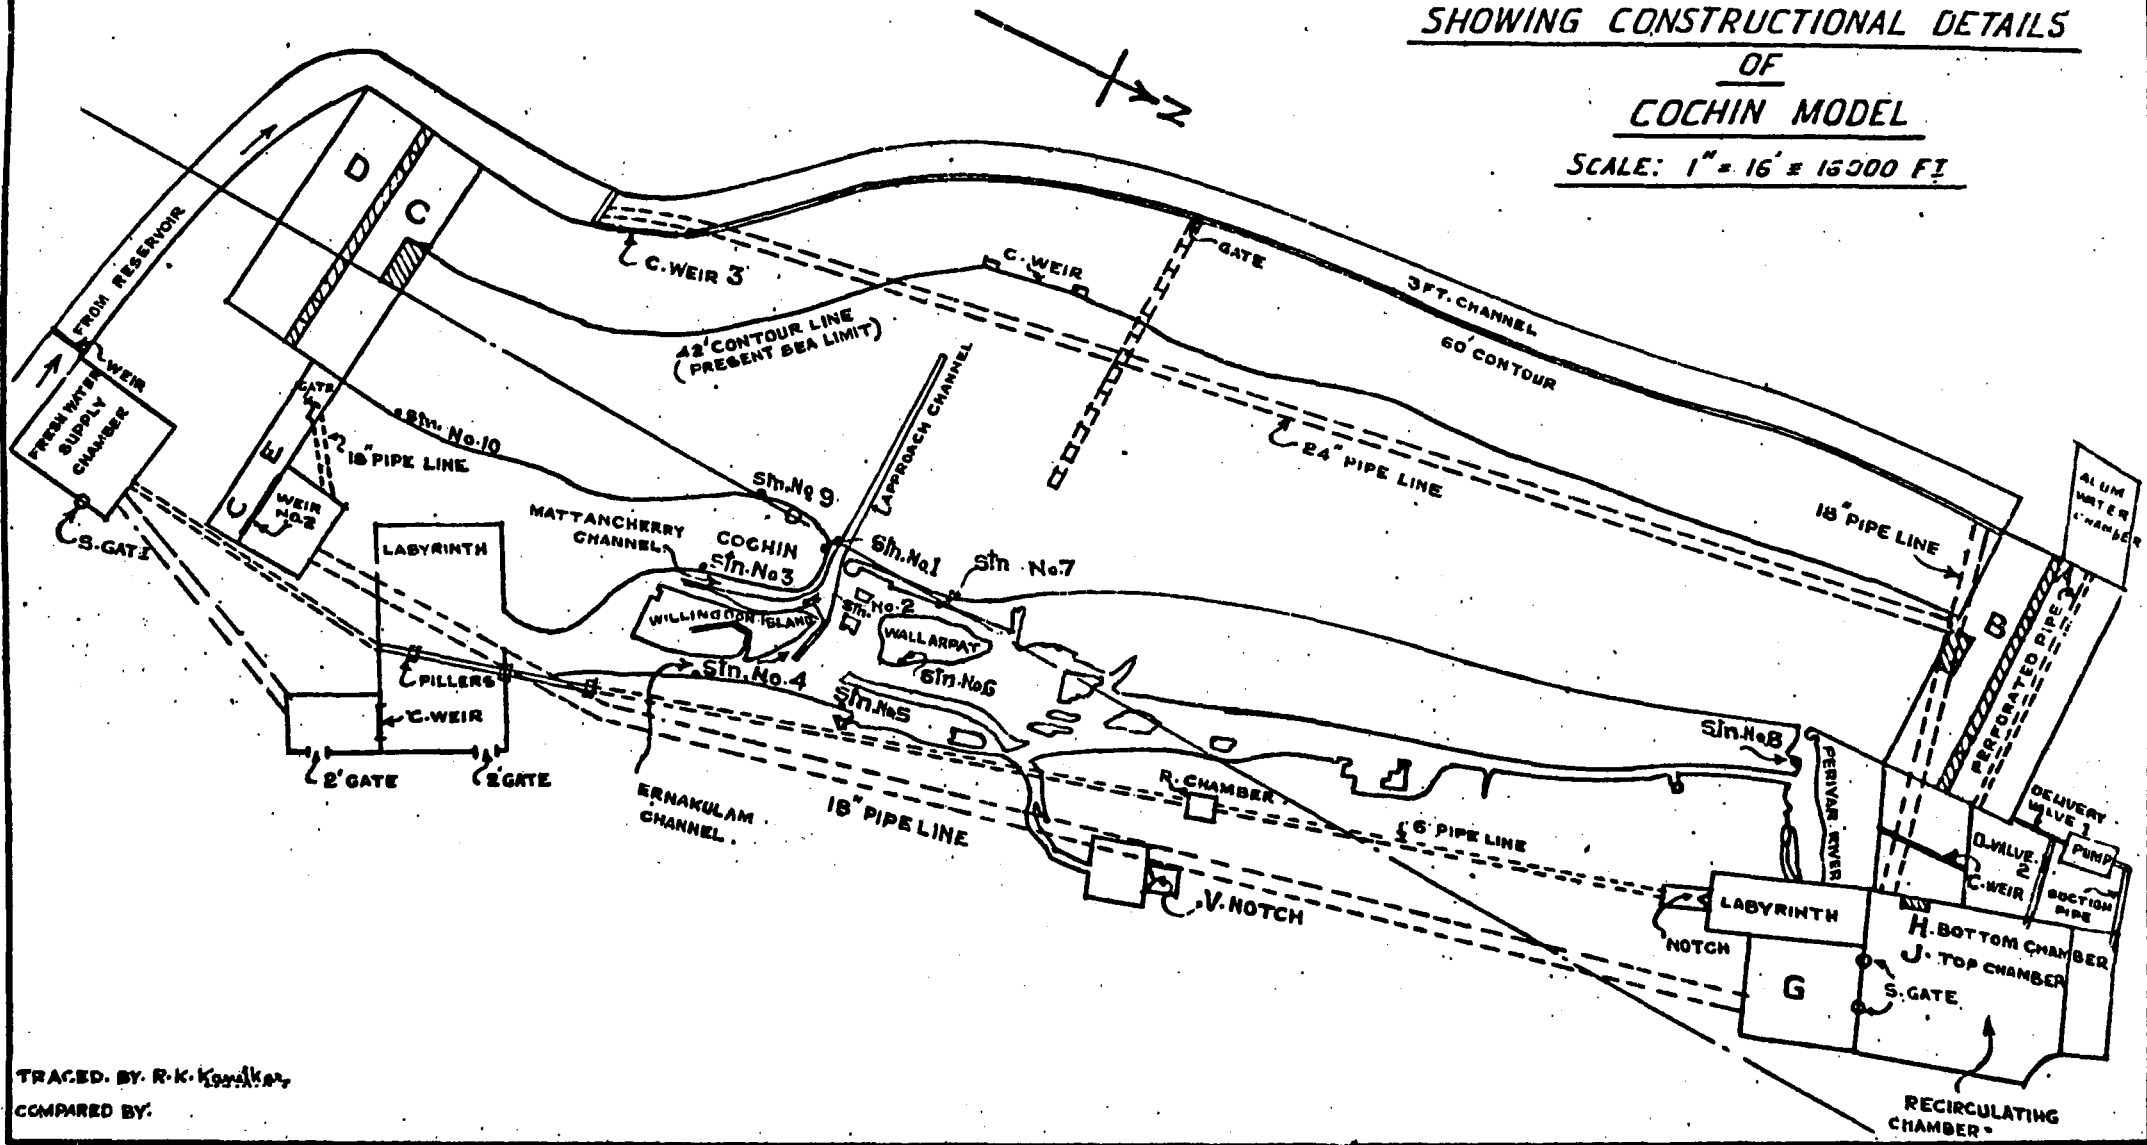 SHOWING CONSTRUCTIONAL DETAILS
OF
COCHIN MODEL
SCALE: 1" = 16' = 16000 FT
N
D
C
FROM RESERVOIR
C. WEIR 3
C. WEIR
GATE
3 FT. CHANNEL
60' CONTOUR
42' CONTOUR LINE
(PRESENT SEA LIMIT)
APPROACH CHANNEL
24" PIPE LINE
WEIR
FRESH WATER
SUPPLY
CHAMBER
S. GATE
GATE
18" PIPE LINE
E
C
WEIR
NO. 2
Stn. No. 10
Stn. No 9
MATTANCHERRY
CHANNEL
COCHIN
Stn. No 3
Stn. No. 1
Stn No. 7
Stn. No. 2
LABYRINTH
WILLINGDON ISLAND
WALLARPAT
Stn. No. 4
Stn. No 6
Stn. No 5
PILLERS
C. WEIR
2' GATE
2' GATE
ERNAKULAM
CHANNEL.
18" PIPE LINE
R. CHAMBER
6" PIPE LINE
V. NOTCH
18" PIPE LINE
ALUM
WATER
CHAMBER
B
PERFORATED PIPE
Stn. No 8
PERIYAR RIVER
DELIVERY
VALVE 1
PUMP
D. VALVE.
2
C. WEIR
SUCTION
PIPE
LABYRINTH
NOTCH
H. BOTTOM CHAMBER
J. TOP CHAMBER
G
S. GATE
RECIRCULATING
CHAMBER
TRACED. BY. R. K.
COMPARED BY: